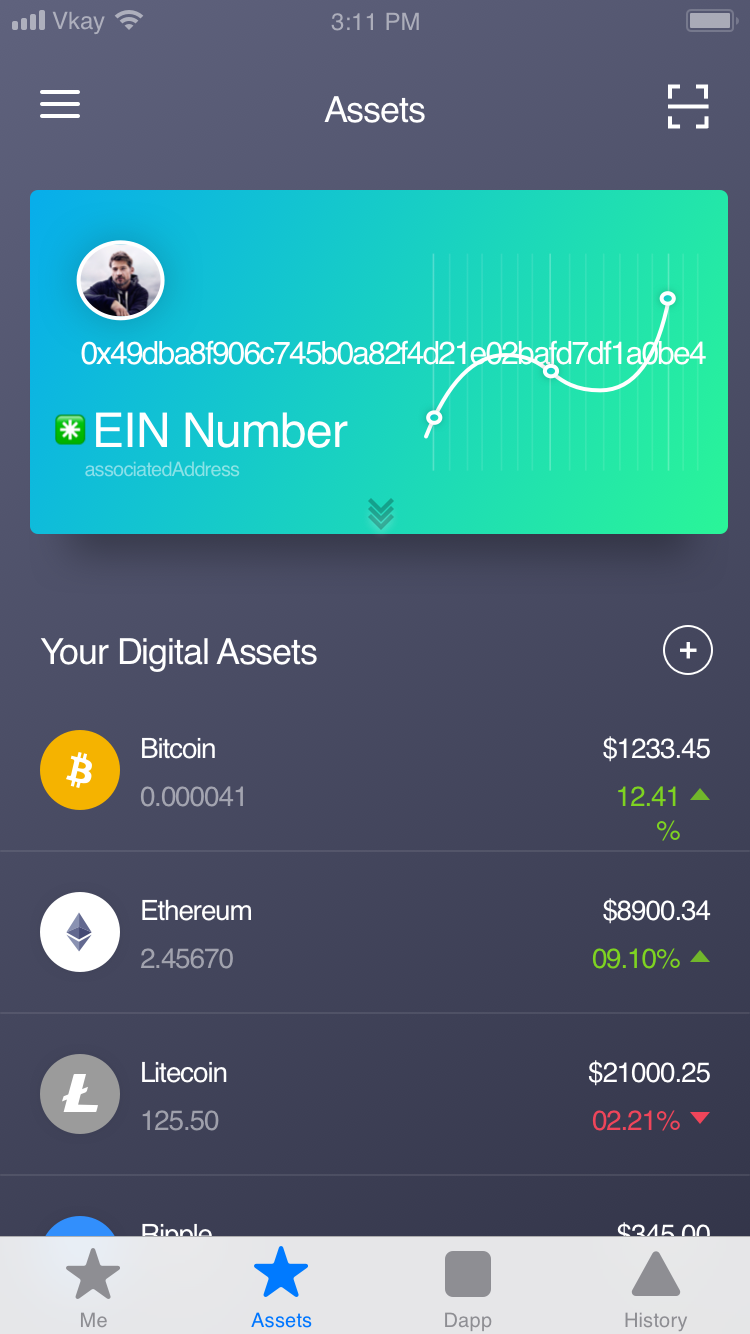 Vkay
3:11 PM
Assets
0x49dba8f906c745b0a82f4d21e02bafd7df1a0be4
EIN Number
associatedAddress
Your Digital Assets
Bitcoin
$1233.45
0.000041
12.41
%
Ethereum
$8900.34
2.45670
09.10%
Litecoin
$21000.25
125.50
02.21%
Ripple
$345.00
Me
Assets
Dapp
History